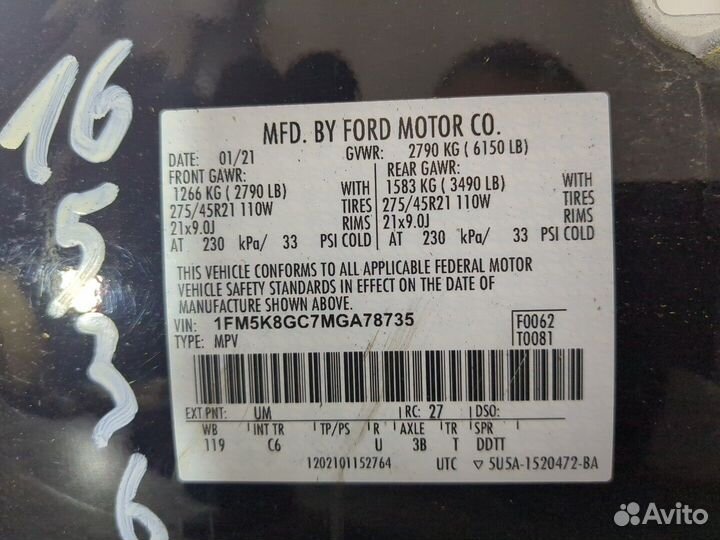 16
5
6
MFD. BY FORD MOTOR CO.
DATE: 01/21 GVWR: 2790 KG (6150 LB)
FRONT GAWR: REAR GAWR:
1266 KG (2790 LB) WITH 1583 KG (3490 LB) WITH
275/45R21 110W TIRES 275/45R21 110W TIRES
21x9.0J RIMS 21x9.0J RIMS
AT 230 kPa/ 33 PSI COLD AT 230 kPa/ 33 PSI COLD
THIS VEHICLE CONFORMS TO ALL APPLICABLE FEDERAL MOTOR
VEHICLE SAFETY STANDARDS IN EFFECT ON THE DATE OF
MANUFACTURE SHOWN ABOVE.
VIN: 1FM5K8GC7MGA78735 F0062
TYPE: MPV T0081
EXT PNT: UM RC: 27 DSO:
WB INT TR TP/PS R AXLE TR SPR
119 C6 U 3B T DDTT
1202101152764 UTC ▽ 5U5A-1520472-BA
Avito